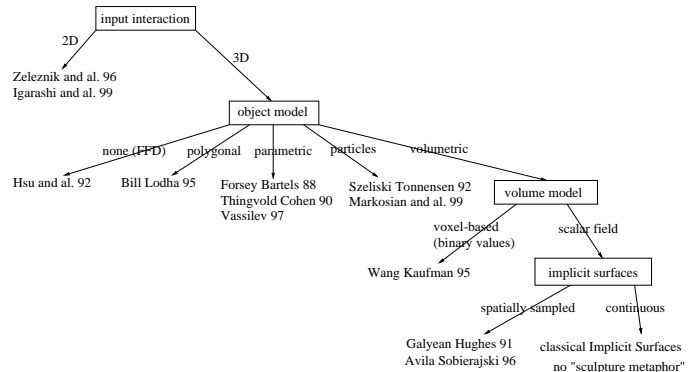 input interaction
2D
3D
Zeleznik and al. 96
Igarashi and al. 99
object model
none (FFD)
polygonal
parametric
particles
volumetric
Hsu and al. 92
Bill Lodha 95
Forsey Bartels 88
Thingvold Cohen 90
Vassilev 97
Szeliski Tonnensen 92
Markosian and al. 99
volume model
voxel-based
(binary values)
scalar field
Wang Kaufman 95
implicit surfaces
spatially sampled
continuous
Galyean Hughes 91
Avila Sobierajski 96
classical Implicit Surfaces
no "sculpture metaphor"